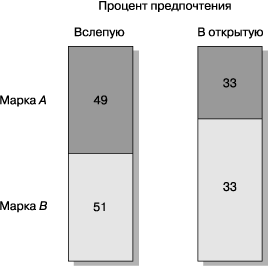 Процент предпочтения
Вслепую В открытую
Марка A 49 33
Марка B 51 33